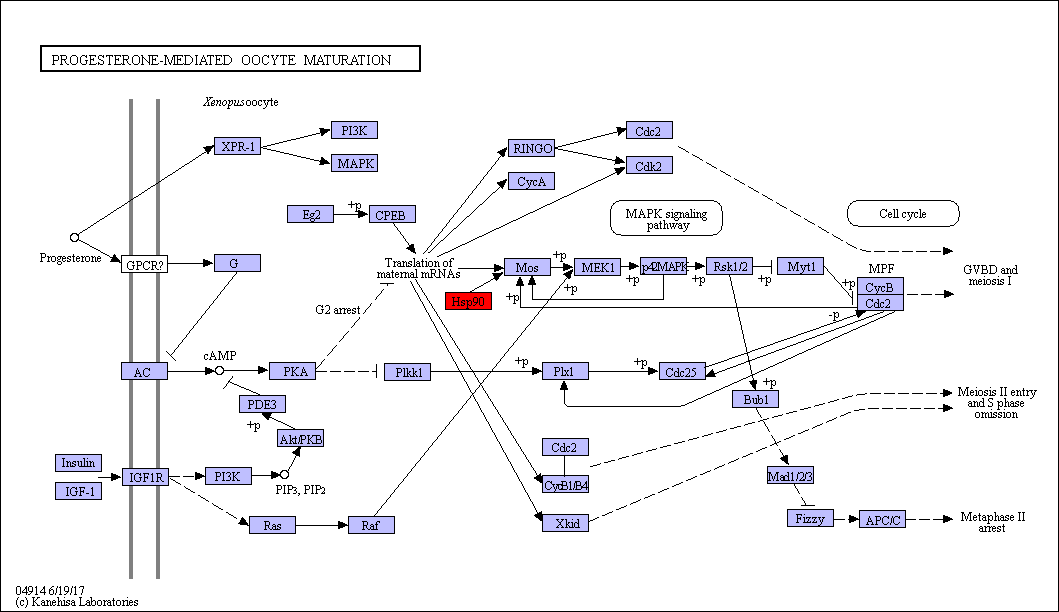 PROGESTERONE-MEDIATED OOCYTE MATURATION
Xenopus oocyte
PI3K
Cdc2
XPR-1
RINGO
MAPK
Cdk2
CycA
Eg2
+p
CPEB
MAPK signaling
pathway
Cell cycle
Progesterone
GPCR?
G
Translation of
maternal mRNAs
Mos
+p
MEK1
p42MAPK
Rsk1/2
Myt1
MPF
GVBD and
meiosis I
+p
+p
+p
+p
+p
CycB
Hsp90
+p
Cdc2
G2 arrest
-p
cAMP
AC
PKA
Plkk1
+p
Plx1
+p
Cdc25
+p
PDE3
Bub1
Meiosis II entry
and S phase
omission
+p
Akt/PKB
Cdc2
Insulin
IGF1R
PI3K
Mad1/2/3
IGF-1
PIP3, PIP2
CycB1/B4
Ras
Raf
Xkid
Fizzy
APC/C
Metaphase II
arrest
04914 6/19/17
(c) Kanehisa Laboratories